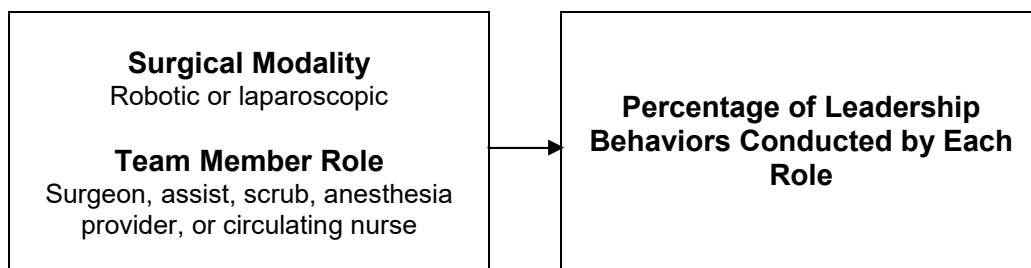 Surgical Modality
Robotic or laparoscopic
Team Member Role
Surgeon, assist, scrub, anesthesia
provider, or circulating nurse
Percentage of Leadership
Behaviors Conducted by Each
Role